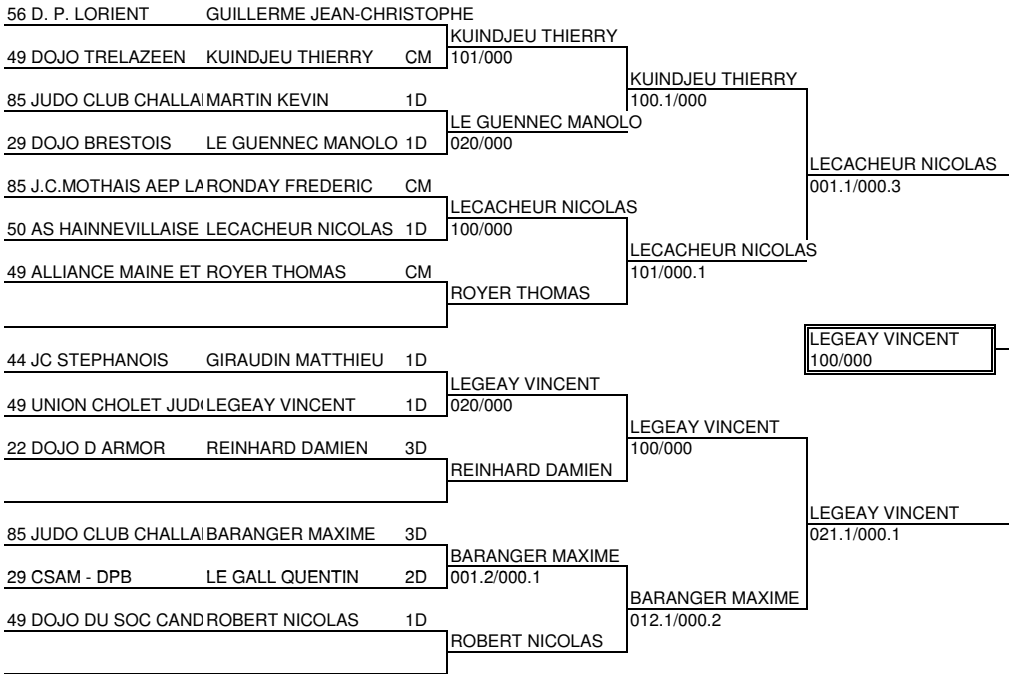 56 D. P. LORIENT GUILLERME JEAN-CHRISTOPHE
KUINDJEU THIERRY
49 DOJO TRELAZEEN KUINDJEU THIERRY CM 101/000
KUINDJEU THIERRY
85 JUDO CLUB CHALLA MARTIN KEVIN 1D 100.1/000
LE GUENNEC MANOLO
29 DOJO BRESTOIS LE GUENNEC MANOLO 1D 020/000
LECACHEUR NICOLAS
85 J.C.MOTHAIS AEP LA RONDAY FREDERIC CM 001.1/000.3
LECACHEUR NICOLAS
50 AS HAINNEVILLAISE LECACHEUR NICOLAS 1D 100/000
LECACHEUR NICOLAS
49 ALLIANCE MAINE ET ROYER THOMAS CM 101/000.1
ROYER THOMAS
LEGEAY VINCENT
44 JC STEPHANOIS GIRAUDIN MATTHIEU 1D 100/000
LEGEAY VINCENT
49 UNION CHOLET JUD LEGEAY VINCENT 1D 020/000
LEGEAY VINCENT
22 DOJO D ARMOR REINHARD DAMIEN 3D 100/000
REINHARD DAMIEN
LEGEAY VINCENT
85 JUDO CLUB CHALLA BARANGER MAXIME 3D 021.1/000.1
BARANGER MAXIME
29 CSAM - DPB LE GALL QUENTIN 2D 001.2/000.1
BARANGER MAXIME
49 DOJO DU SOC CAND ROBERT NICOLAS 1D 012.1/000.2
ROBERT NICOLAS